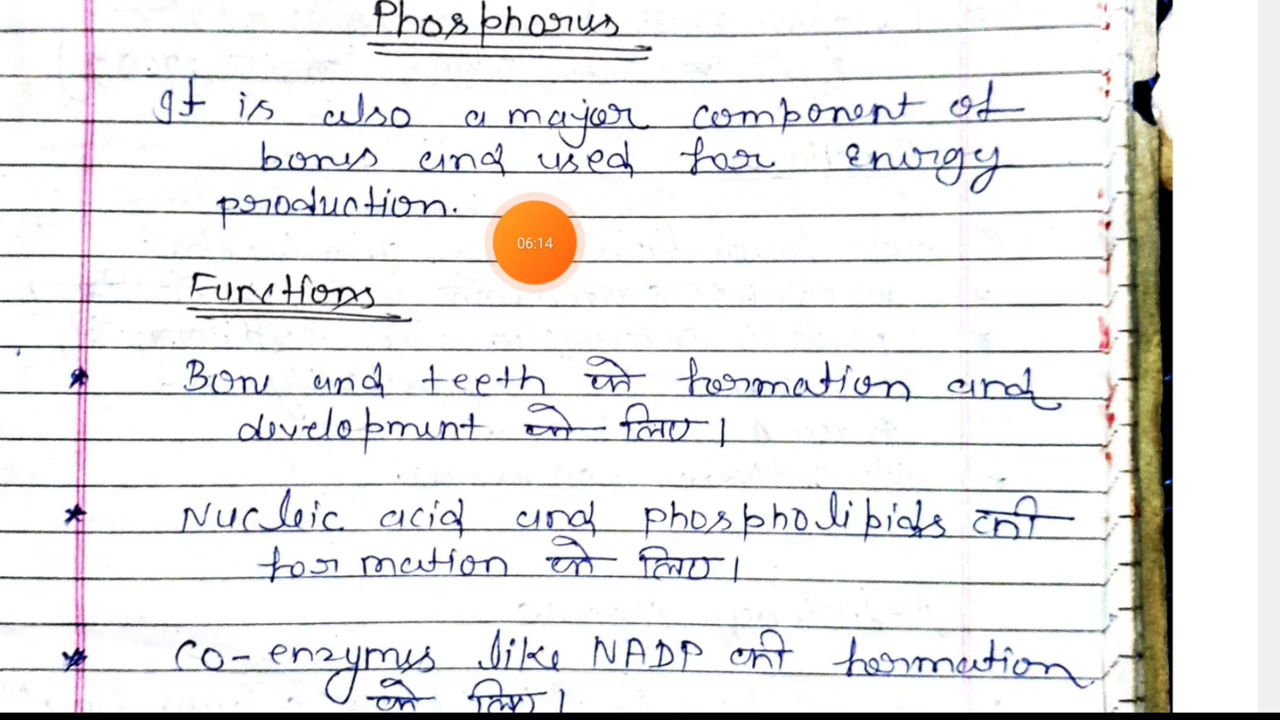 Phosphorus
It is also a major component of
bones and used for energy
production.
06:14
Functions
Bone and teeth के formation and
development के लिए।
Nucleic acid and phospholipids की
formation के लिए।
Co-enzymes like NADP की formation
के लिए।